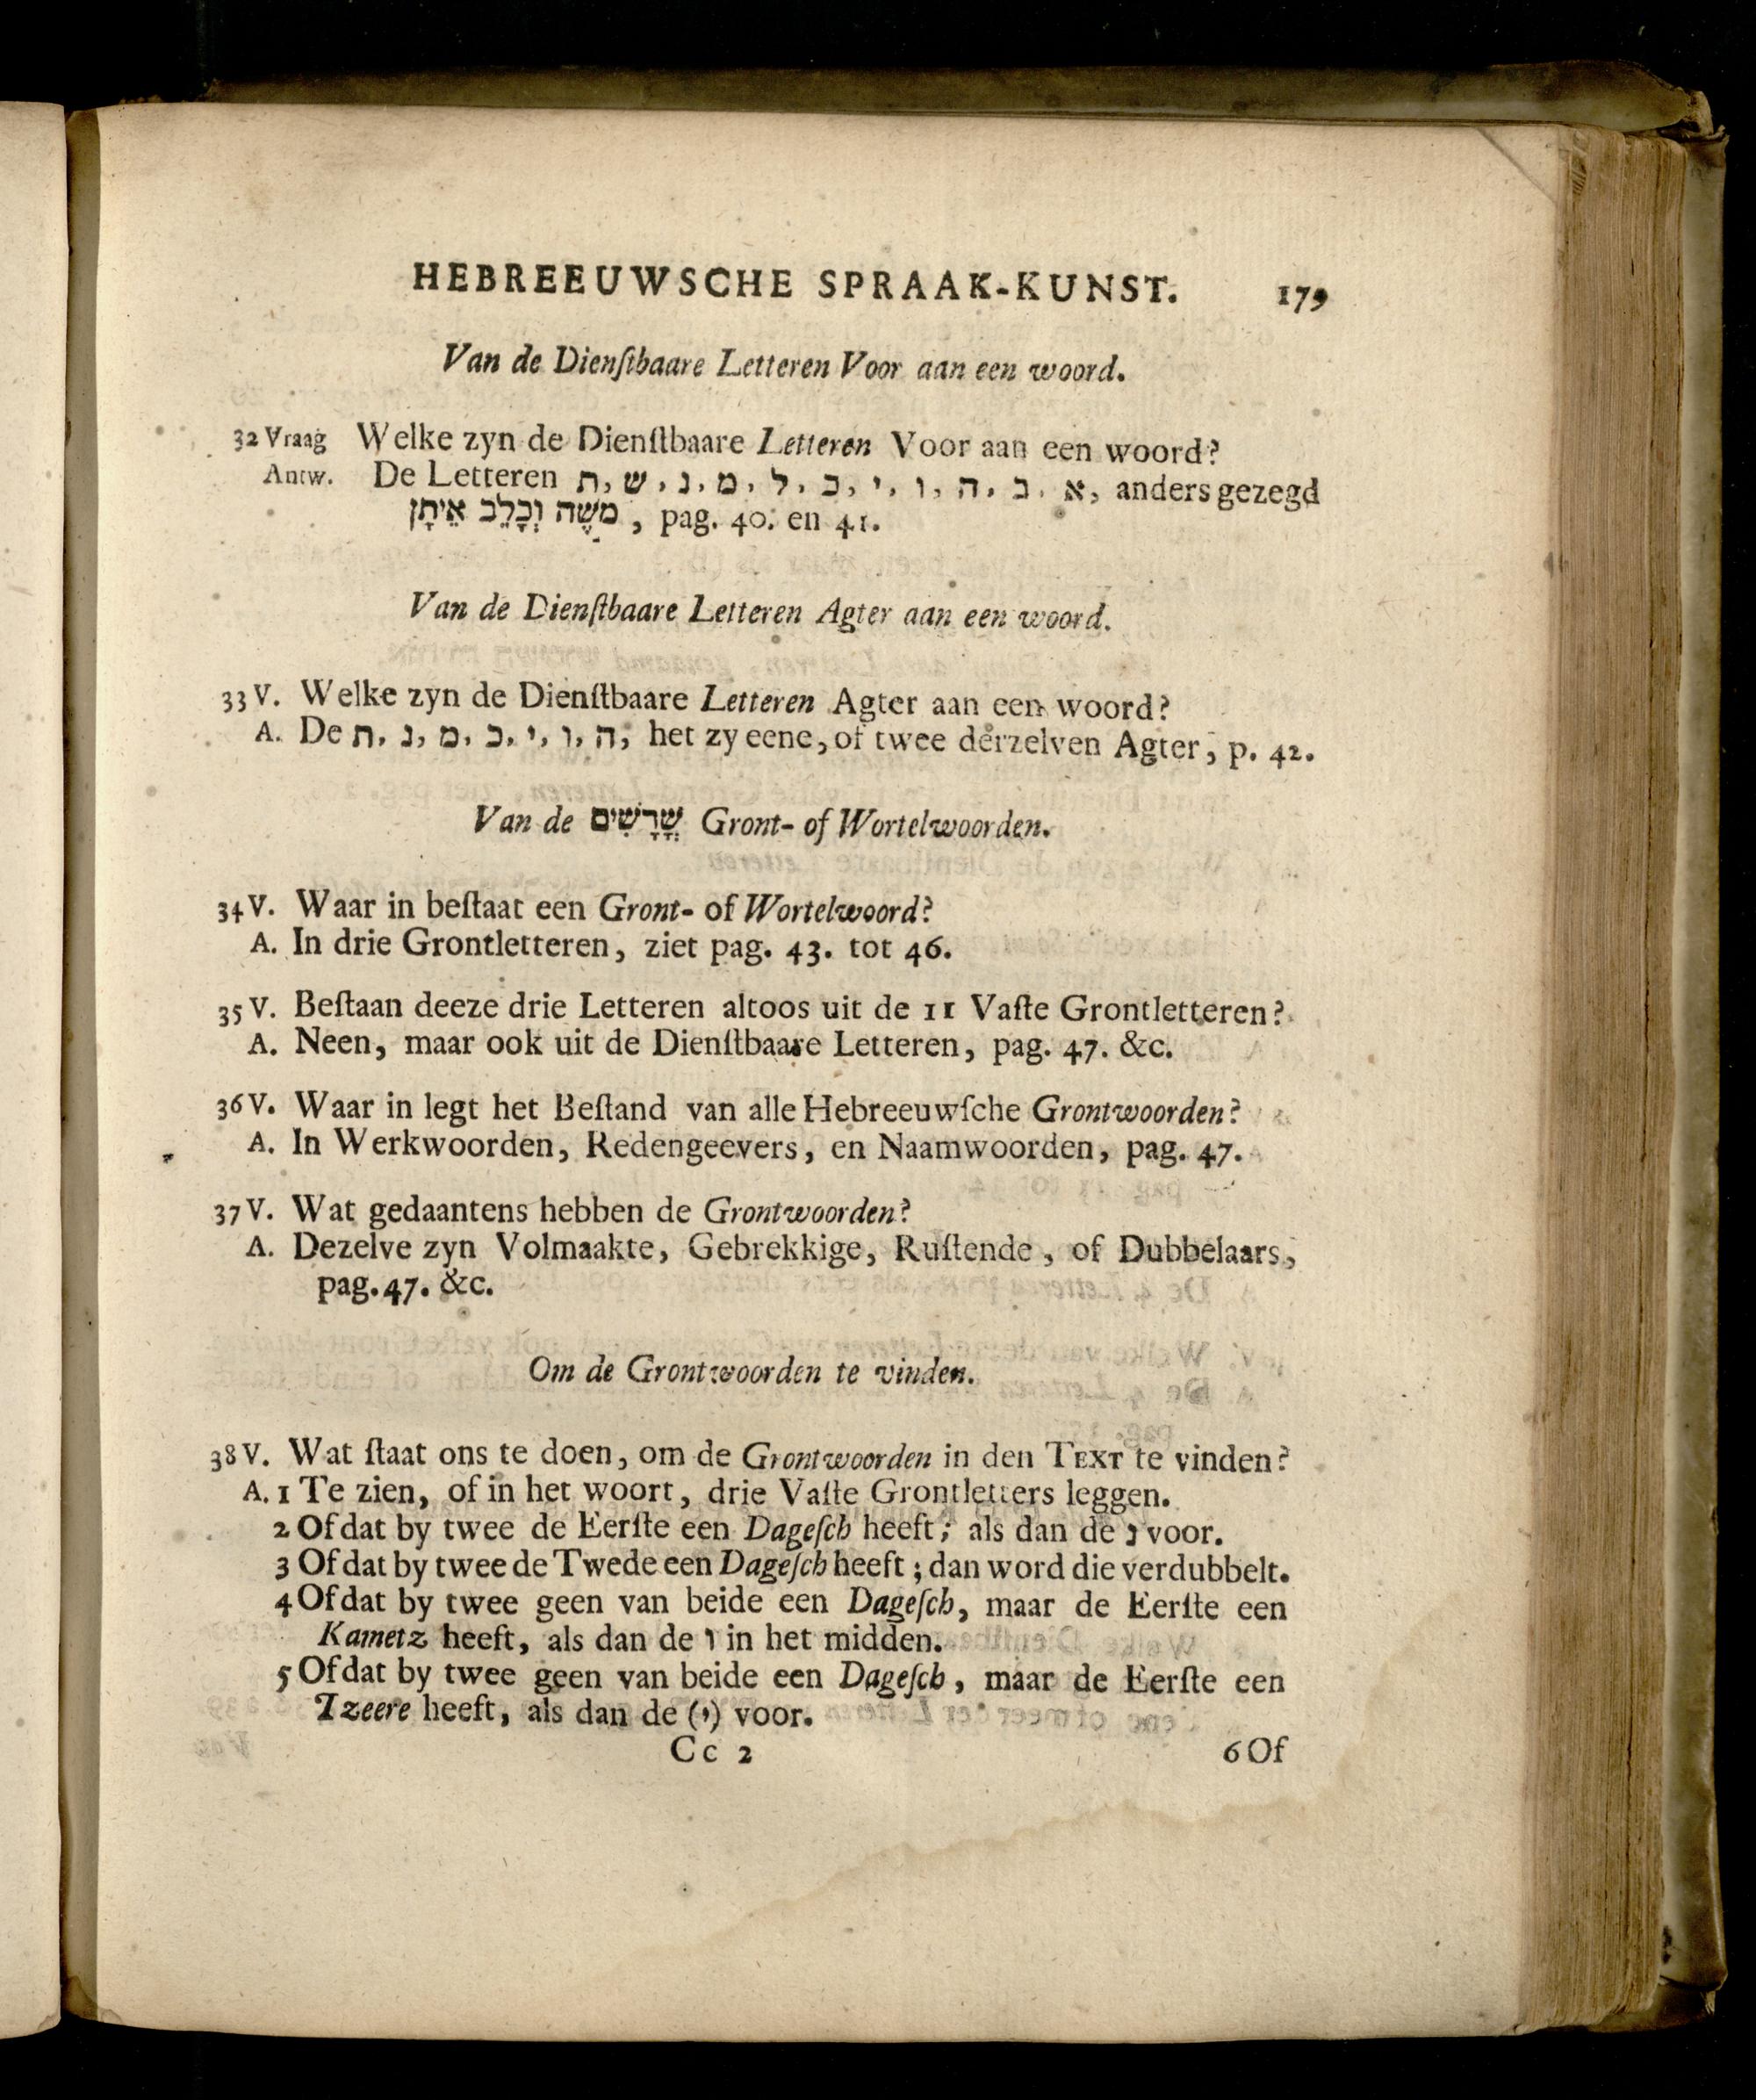 HEBREEUWSCHE SPRAAK-KUNST. 179
Van de Dienſtbaare Letteren Voor aan een woord.
32 Vraag Welke zyn de Dienſtbaare Letteren Voor aan een woord?
Antw. De Letteren א, ב, ה, ו, י, כ, ל, מ, נ, ש, ת, anders gezegd
מֹשֶה וְכָלֵב אֵיתָן, pag. 40. en 41.
Van de Dienſtbaare Letteren Agter aan een woord.
33 V. Welke zyn de Dienſtbaare Letteren Agter aan een woord?
A. De ה, ו, י, כ, מ, נ, ת, het zy eene, of twee derzelven Agter, p. 42.
Van de שֳׁרָשִׁים Gront- of Wortelwoorden.
34 V. Waar in beſtaat een Gront- of Wortelwoord?
A. In drie Grontletteren, ziet pag. 43. tot 46.
35 V. Beſtaan deeze drie Letteren altoos uit de 11 Vaſte Grontletteren?
A. Neen, maar ook uit de Dienſtbaare Letteren, pag. 47. &c.
36 V. Waar in legt het Beſtand van alle Hebreeuwſche Grontwoorden?
A. In Werkwoorden, Redengeevers, en Naamwoorden, pag. 47.
37 V. Wat gedaantens hebben de Grontwoorden?
A. Dezelve zyn Volmaakte, Gebrekkige, Ruſtende, of Dubbelaars,
pag. 47. &c.
Om de Grontwoorden te vinden.
38 V. Wat ſtaat ons te doen, om de Grontwoorden in den TEXT te vinden?
A. 1 Te zien, of in het woort, drie Vaſte Grontletters leggen.
2 Of dat by twee de Eerſte een Dageſch heeft; als dan de נ voor.
3 Of dat by twee de Twede een Dageſch heeft; dan word die verdubbelt.
4 Of dat by twee geen van beide een Dageſch, maar de Eerſte een
Kametz heeft, als dan de ו in het midden.
5 Of dat by twee geen van beide een Dageſch, maar de Eerſte een
Tzeere heeft, als dan de (י) voor.
Cc 2 6 Of